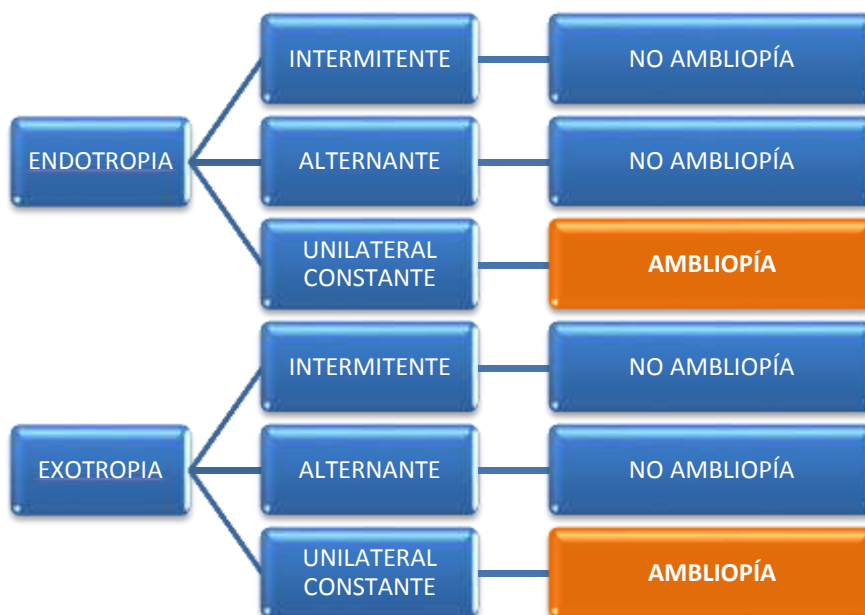 ENDOTROPIA
INTERMITENTE
NO AMBLIOPÍA
ALTERNANTE
NO AMBLIOPÍA
UNILATERAL
CONSTANTE
AMBLIOPÍA
EXOTROPIA
INTERMITENTE
NO AMBLIOPÍA
ALTERNANTE
NO AMBLIOPÍA
UNILATERAL
CONSTANTE
AMBLIOPÍA